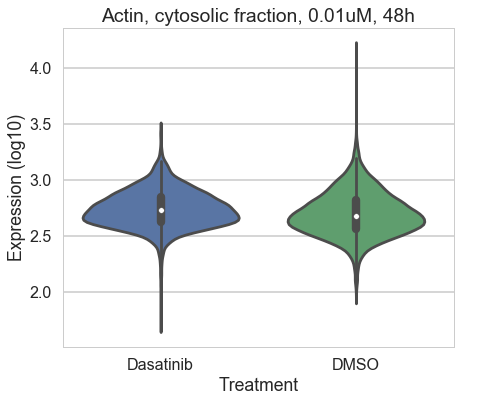 Actin, cytosolic fraction, 0.01uM, 48h
Expression (log10)
4.0
3.5
3.0
2.5
2.0
Dasatinib DMSO
Treatment